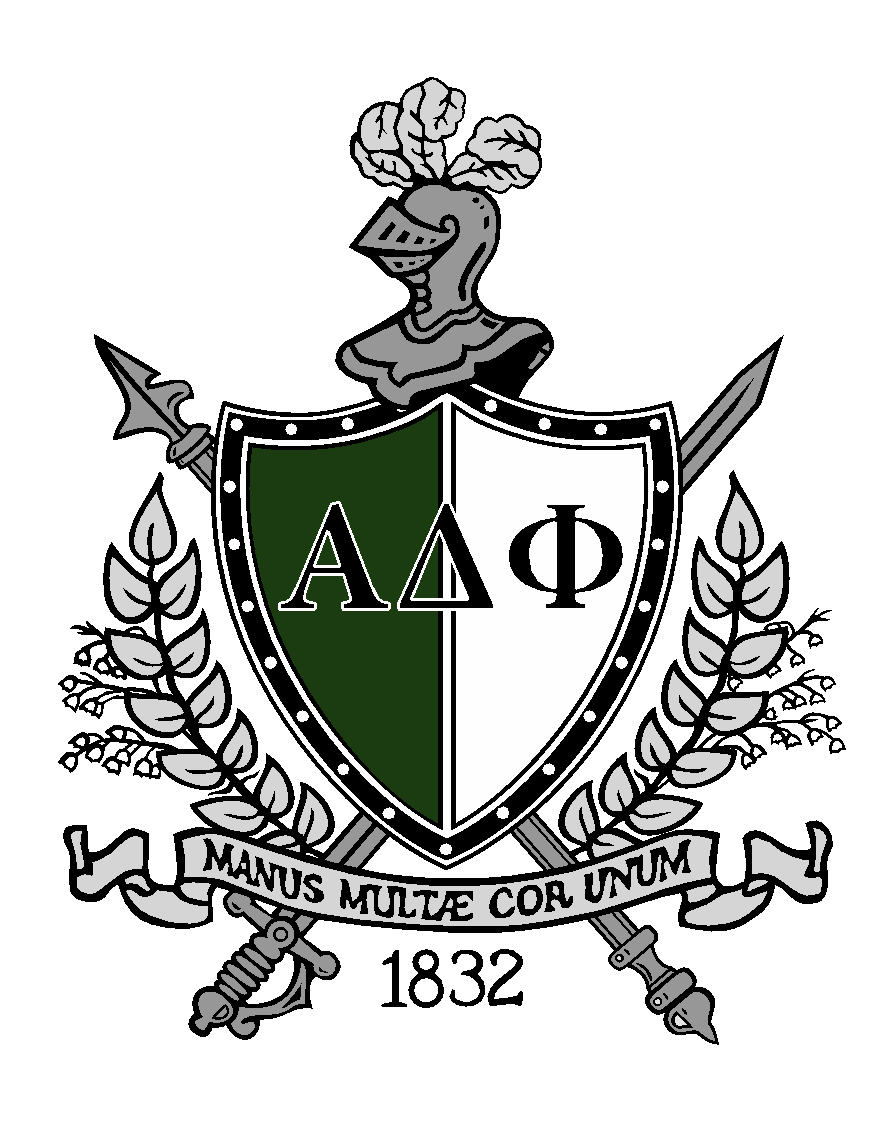 ΑΔΦ
MANUS MULTÆ COR UNUM
1832